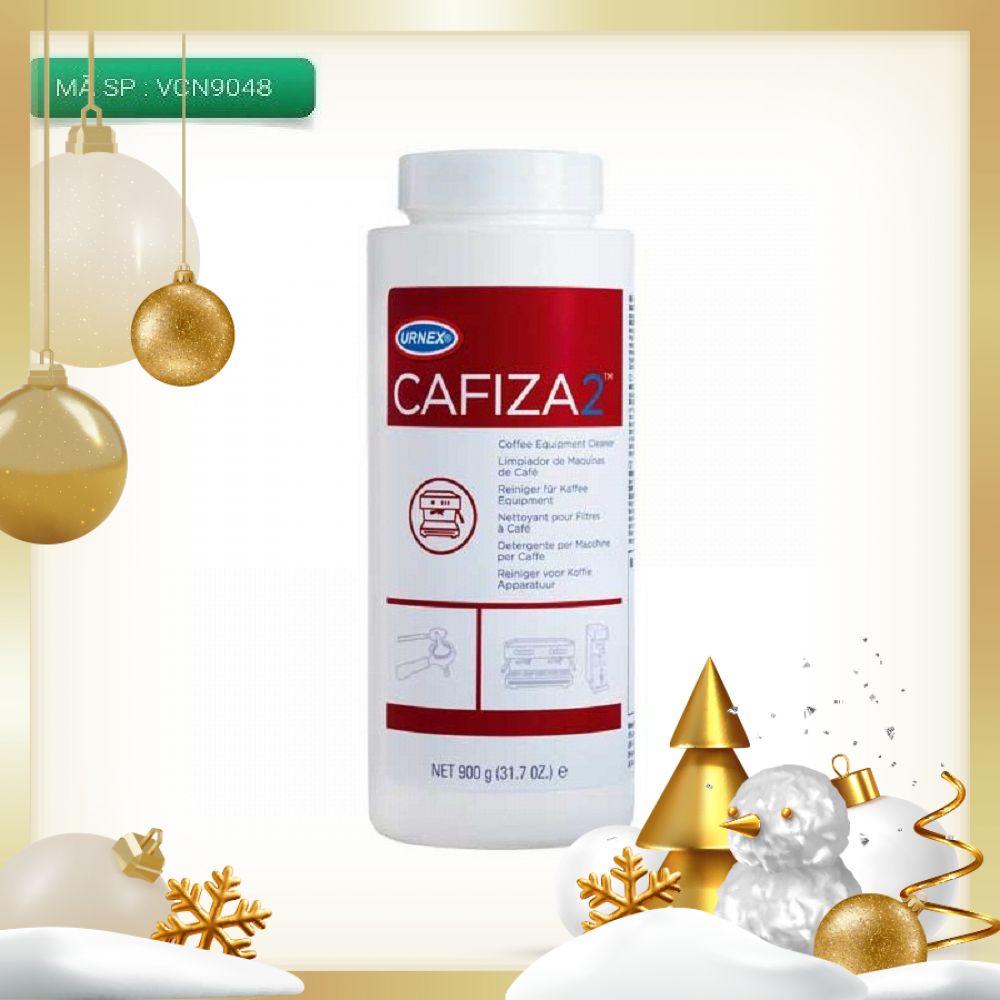 MÃ SP : VCN9048
URNEX®
CAFIZA2™
Coffee Equipment Cleaner
Limpiador de Maquinas
de Café
Reiniger für Kaffee
Equipment
Nettoyant pour Filtres
à Café
Detergente per Macchine
per Caffe
Reiniger voor Koffie
Apparatuur
NET 900 g (31.7 OZ.) e